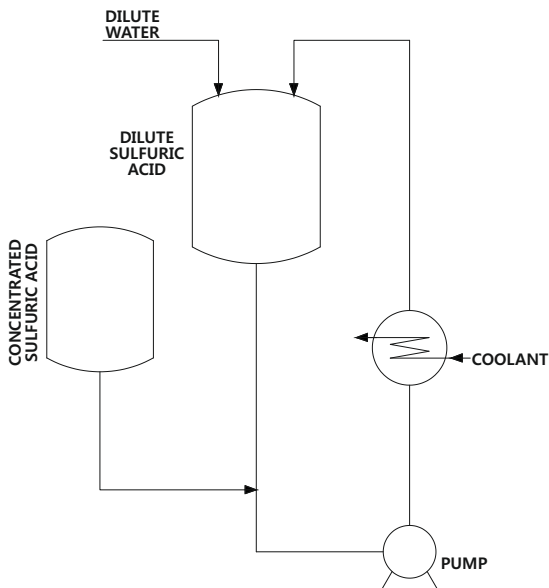 DILUTE
WATER
DILUTE
SULFURIC
ACID
CONCENTRATED
SULFURIC ACID
COOLANT
PUMP